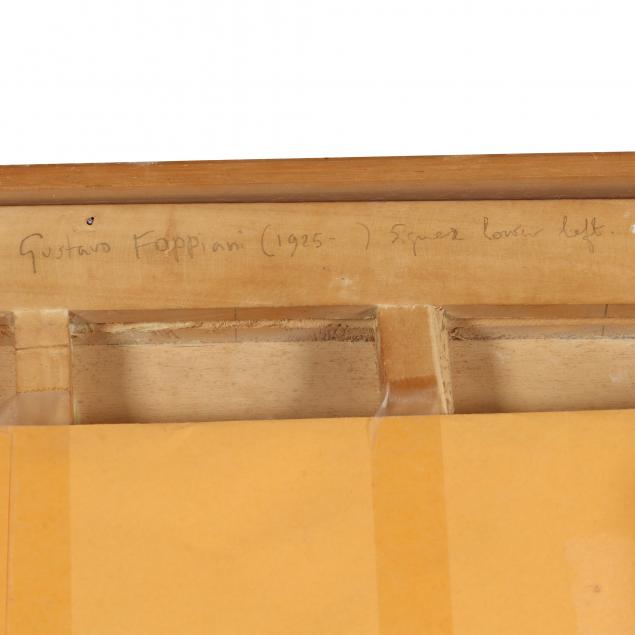 Gustavo Foppiani (1925- ) Signed lower left.